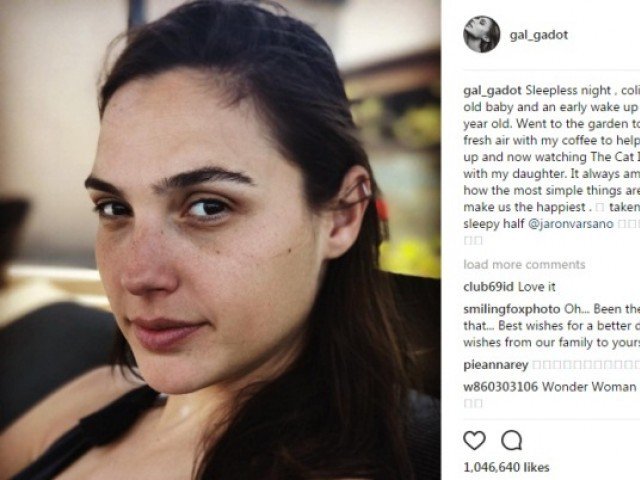 gal_gadot
gal_gadot Sleepless night , coli
old baby and an early wake up
year old. Went to the garden to
fresh air with my coffee to help
up and now watching The Cat I
with my daughter. It always am
how the most simple things are
make us the happiest . taken
sleepy half @jaronvarsano
load more comments
club69id Love it
smilingfoxphoto Oh... Been the
that... Best wishes for a better d
wishes from our family to yours
pieannarey
w860303106 Wonder Woman
1,046,640 likes